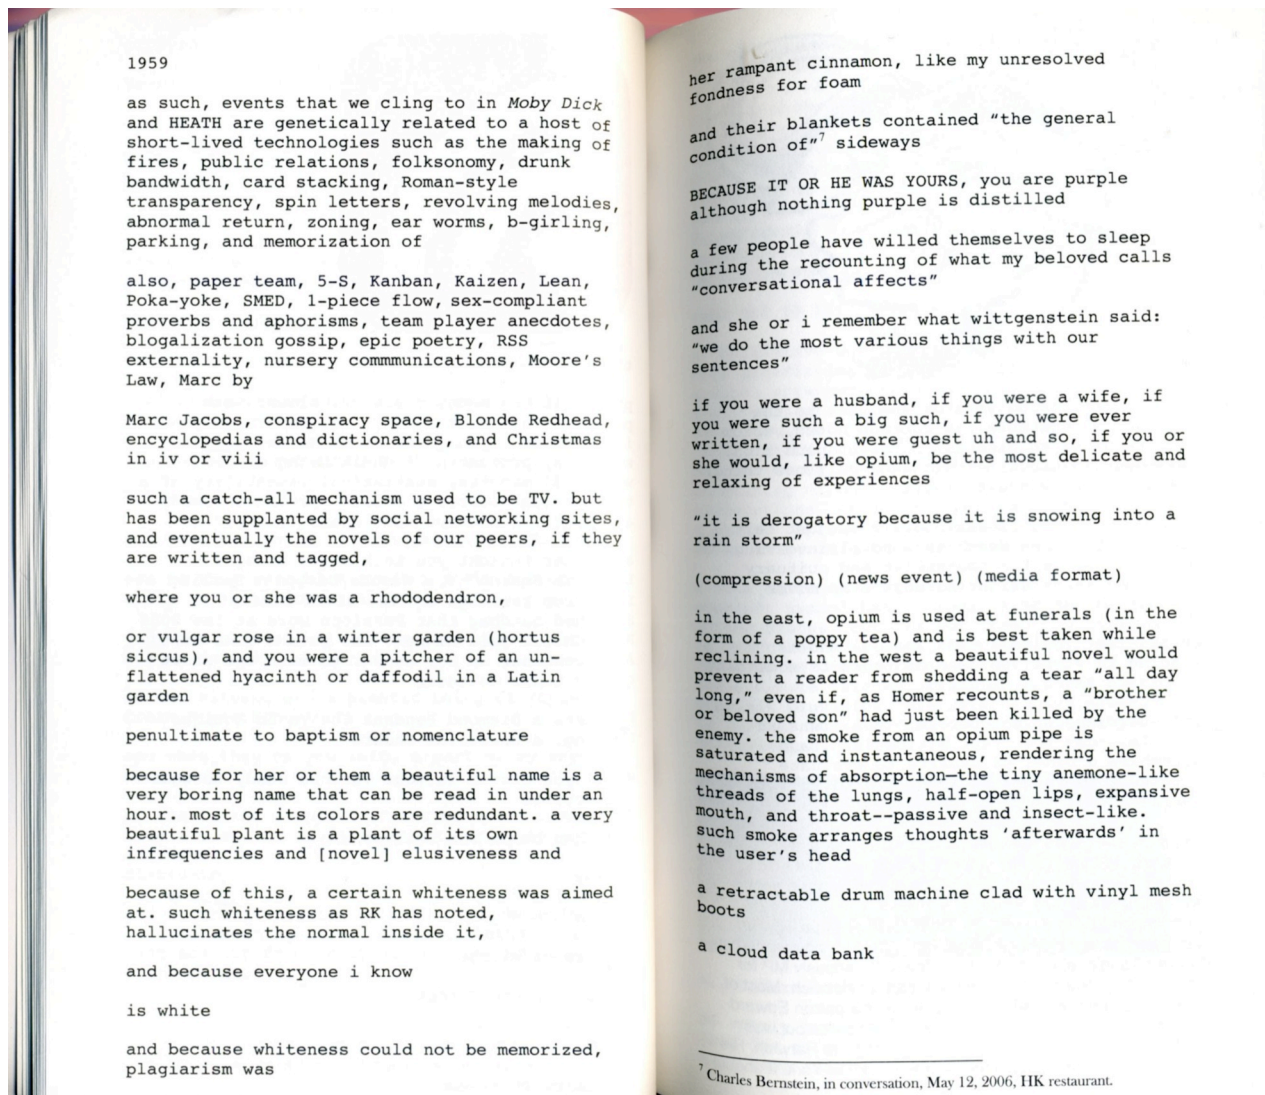 1959
as such, events that we cling to in Moby Dick
and HEATH are genetically related to a host of
short-lived technologies such as the making of
fires, public relations, folksonomy, drunk
bandwidth, card stacking, Roman-style
transparency, spin letters, revolving melodies,
abnormal return, zoning, ear worms, b-girling,
parking, and memorization of
also, paper team, 5-S, Kanban, Kaizen, Lean,
Poka-yoke, SMED, 1-piece flow, sex-compliant
proverbs and aphorisms, team player anecdotes,
blogalization gossip, epic poetry, RSS
externality, nursery commmunications, Moore's
Law, Marc by
Marc Jacobs, conspiracy space, Blonde Redhead,
encyclopedias and dictionaries, and Christmas
in iv or viii
such a catch-all mechanism used to be TV. but
has been supplanted by social networking sites,
and eventually the novels of our peers, if they
are written and tagged,
where you or she was a rhododendron,
or vulgar rose in a winter garden (hortus
siccus), and you were a pitcher of an un-
flattened hyacinth or daffodil in a Latin
garden
penultimate to baptism or nomenclature
because for her or them a beautiful name is a
very boring name that can be read in under an
hour. most of its colors are redundant. a very
beautiful plant is a plant of its own
infrequencies and [novel] elusiveness and
because of this, a certain whiteness was aimed
at. such whiteness as RK has noted,
hallucinates the normal inside it,
and because everyone i know
is white
and because whiteness could not be memorized,
plagiarism was
her rampant cinnamon, like my unresolved
fondness for foam
and their blankets contained “the general
condition of”⁷ sideways
BECAUSE IT OR HE WAS YOURS, you are purple
although nothing purple is distilled
a few people have willed themselves to sleep
during the recounting of what my beloved calls
“conversational affects”
and she or i remember what wittgenstein said:
“we do the most various things with our
sentences”
if you were a husband, if you were a wife, if
you were such a big such, if you were ever
written, if you were guest uh and so, if you or
she would, like opium, be the most delicate and
relaxing of experiences
“it is derogatory because it is snowing into a
rain storm”
(compression) (news event) (media format)
in the east, opium is used at funerals (in the
form of a poppy tea) and is best taken while
reclining. in the west a beautiful novel would
prevent a reader from shedding a tear “all day
long,” even if, as Homer recounts, a “brother
or beloved son” had just been killed by the
enemy. the smoke from an opium pipe is
saturated and instantaneous, rendering the
mechanisms of absorption—the tiny anemone-like
threads of the lungs, half-open lips, expansive
mouth, and throat--passive and insect-like.
such smoke arranges thoughts ‘afterwards’ in
the user's head
a retractable drum machine clad with vinyl mesh
boots
a cloud data bank
⁷ Charles Bernstein, in conversation, May 12, 2006, HK restaurant.